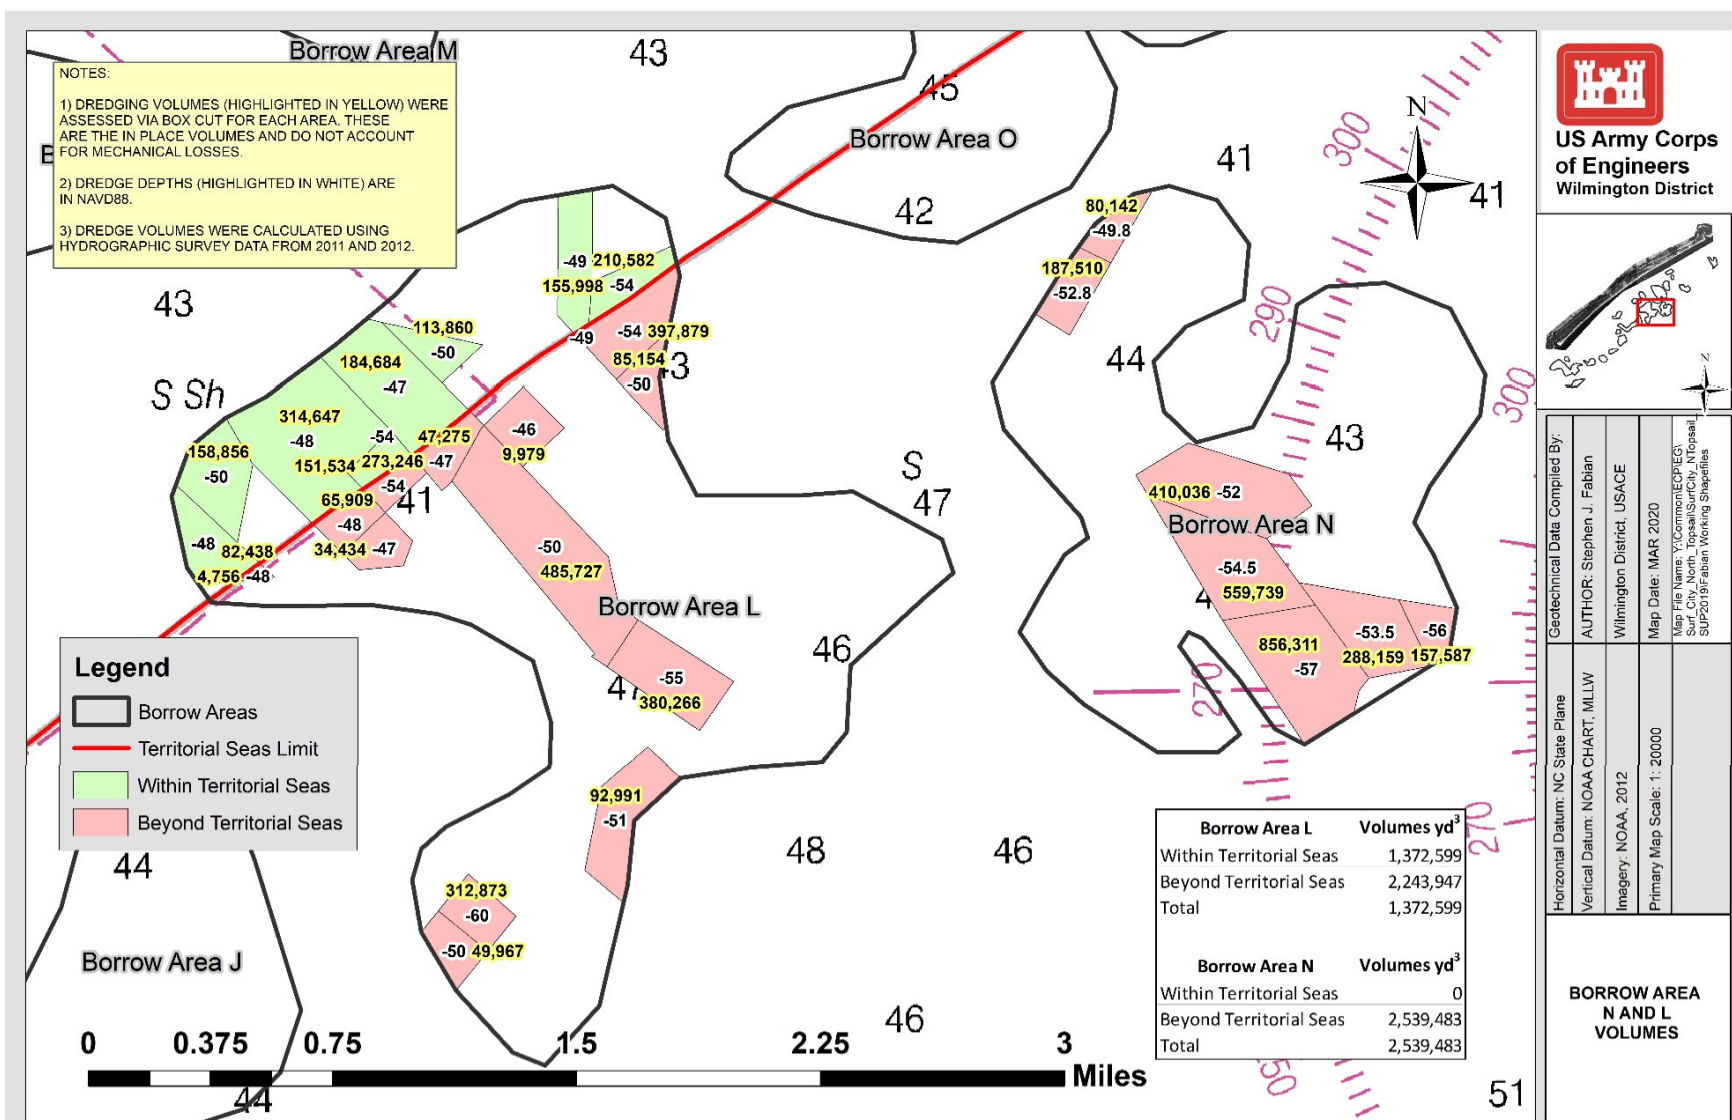 Borrow Area M
NOTES:
1) DREDGING VOLUMES (HIGHLIGHTED IN YELLOW) WERE
ASSESSED VIA BOX CUT FOR EACH AREA. THESE
ARE THE IN PLACE VOLUMES AND DO NOT ACCOUNT
FOR MECHANICAL LOSSES.
2) DREDGE DEPTHS (HIGHLIGHTED IN WHITE) ARE
IN NAVD88.
3) DREDGE VOLUMES WERE CALCULATED USING
HYDROGRAPHIC SURVEY DATA FROM 2011 AND 2012.
43
45
Borrow Area O
42
41
41
N
300
290
300
270
270
43
S Sh
-49
210,582
155,998
-54
-49
-54
397,879
85,154
-50
43
113,860
-50
184,684
-47
314,647
-48
-54
47,275
-47
158,856
-50
151,534
273,246
-54
65,909
-48
41
34,434
-47
-48
82,438
4,756
-48
-46
9,979
-50
485,727
Borrow Area L
-55
380,266
S
47
46
80,142
-49.8
187,510
-52.8
44
43
410,036
-52
Borrow Area N
-54.5
559,739
856,311
-57
-53.5
288,159
-56
157,587
92,991
-51
312,873
-60
-50
49,967
48
46
46
51
44
44
Borrow Area J
Legend
Borrow Areas
Territorial Seas Limit
Within Territorial Seas
Beyond Territorial Seas
0 0.375 0.75 1.5 2.25 3
Miles
Borrow Area L Volumes yd³
Within Territorial Seas 1,372,599
Beyond Territorial Seas 2,243,947
Total 1,372,599
Borrow Area N Volumes yd³
Within Territorial Seas 0
Beyond Territorial Seas 2,539,483
Total 2,539,483
US Army Corps
of Engineers
Wilmington District
N
Geotechnical Data Compiled By:
AUTHOR: Stephen J. Fabian
Wilmington District, USACE
Map Date: MAR 2020
Map File Name: Y:\Common\ECP\EG\
Surf_City_North_Topsail\SurfCity_NTopsail
SUP2019\Fabian Working Shapefiles
Horizontal Datum: NC State Plane
Vertical Datum: NOAA CHART, MLLW
Imagery: NOAA, 2012
Primary Map Scale: 1: 20000
BORROW AREA
N AND L
VOLUMES